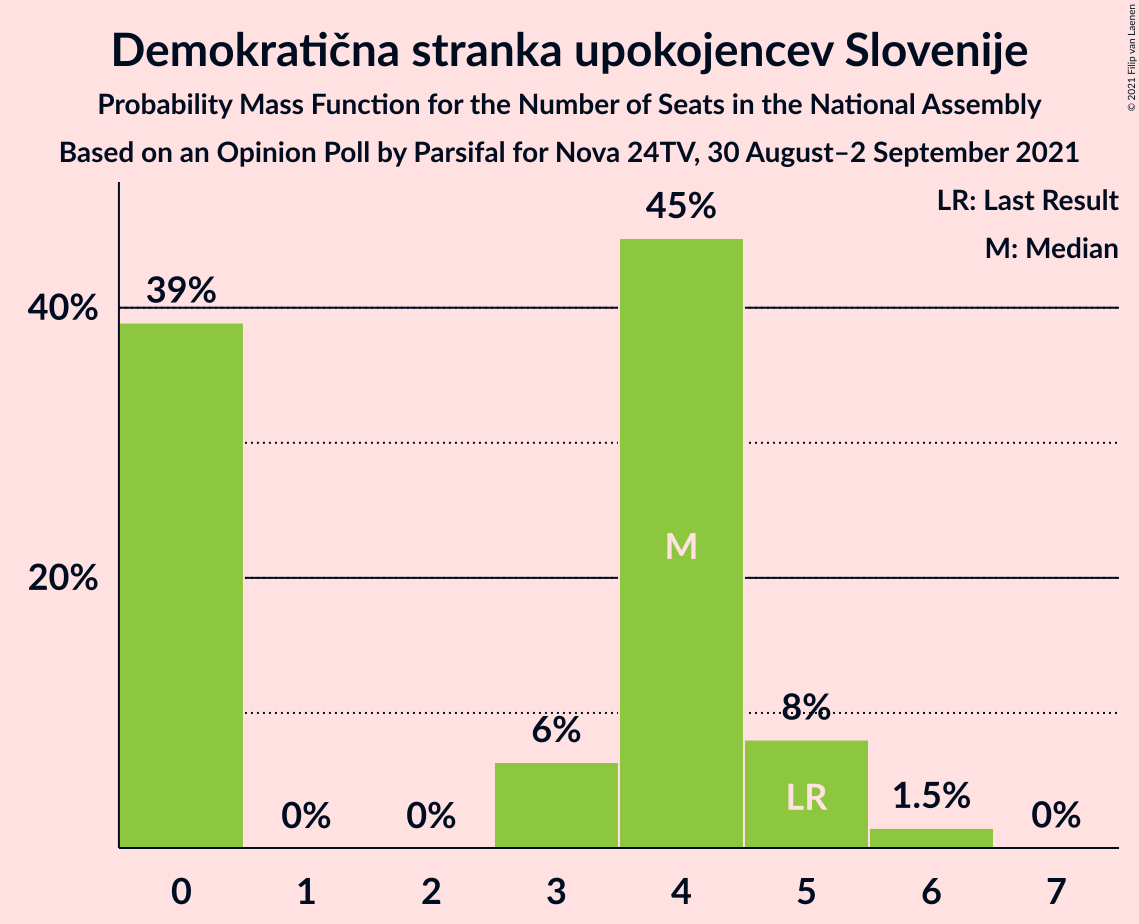 Demokratična stranka upokojencev Slovenije
Probability Mass Function for the Number of Seats in the National Assembly
Based on an Opinion Poll by Parsifal for Nova 24TV, 30 August–2 September 2021
© 2021 Filip van Laenen
LR: Last Result
M: Median
40%
20%
39%
0%
0%
6%
45%
8%
1.5%
0%
M
LR
0 1 2 3 4 5 6 7